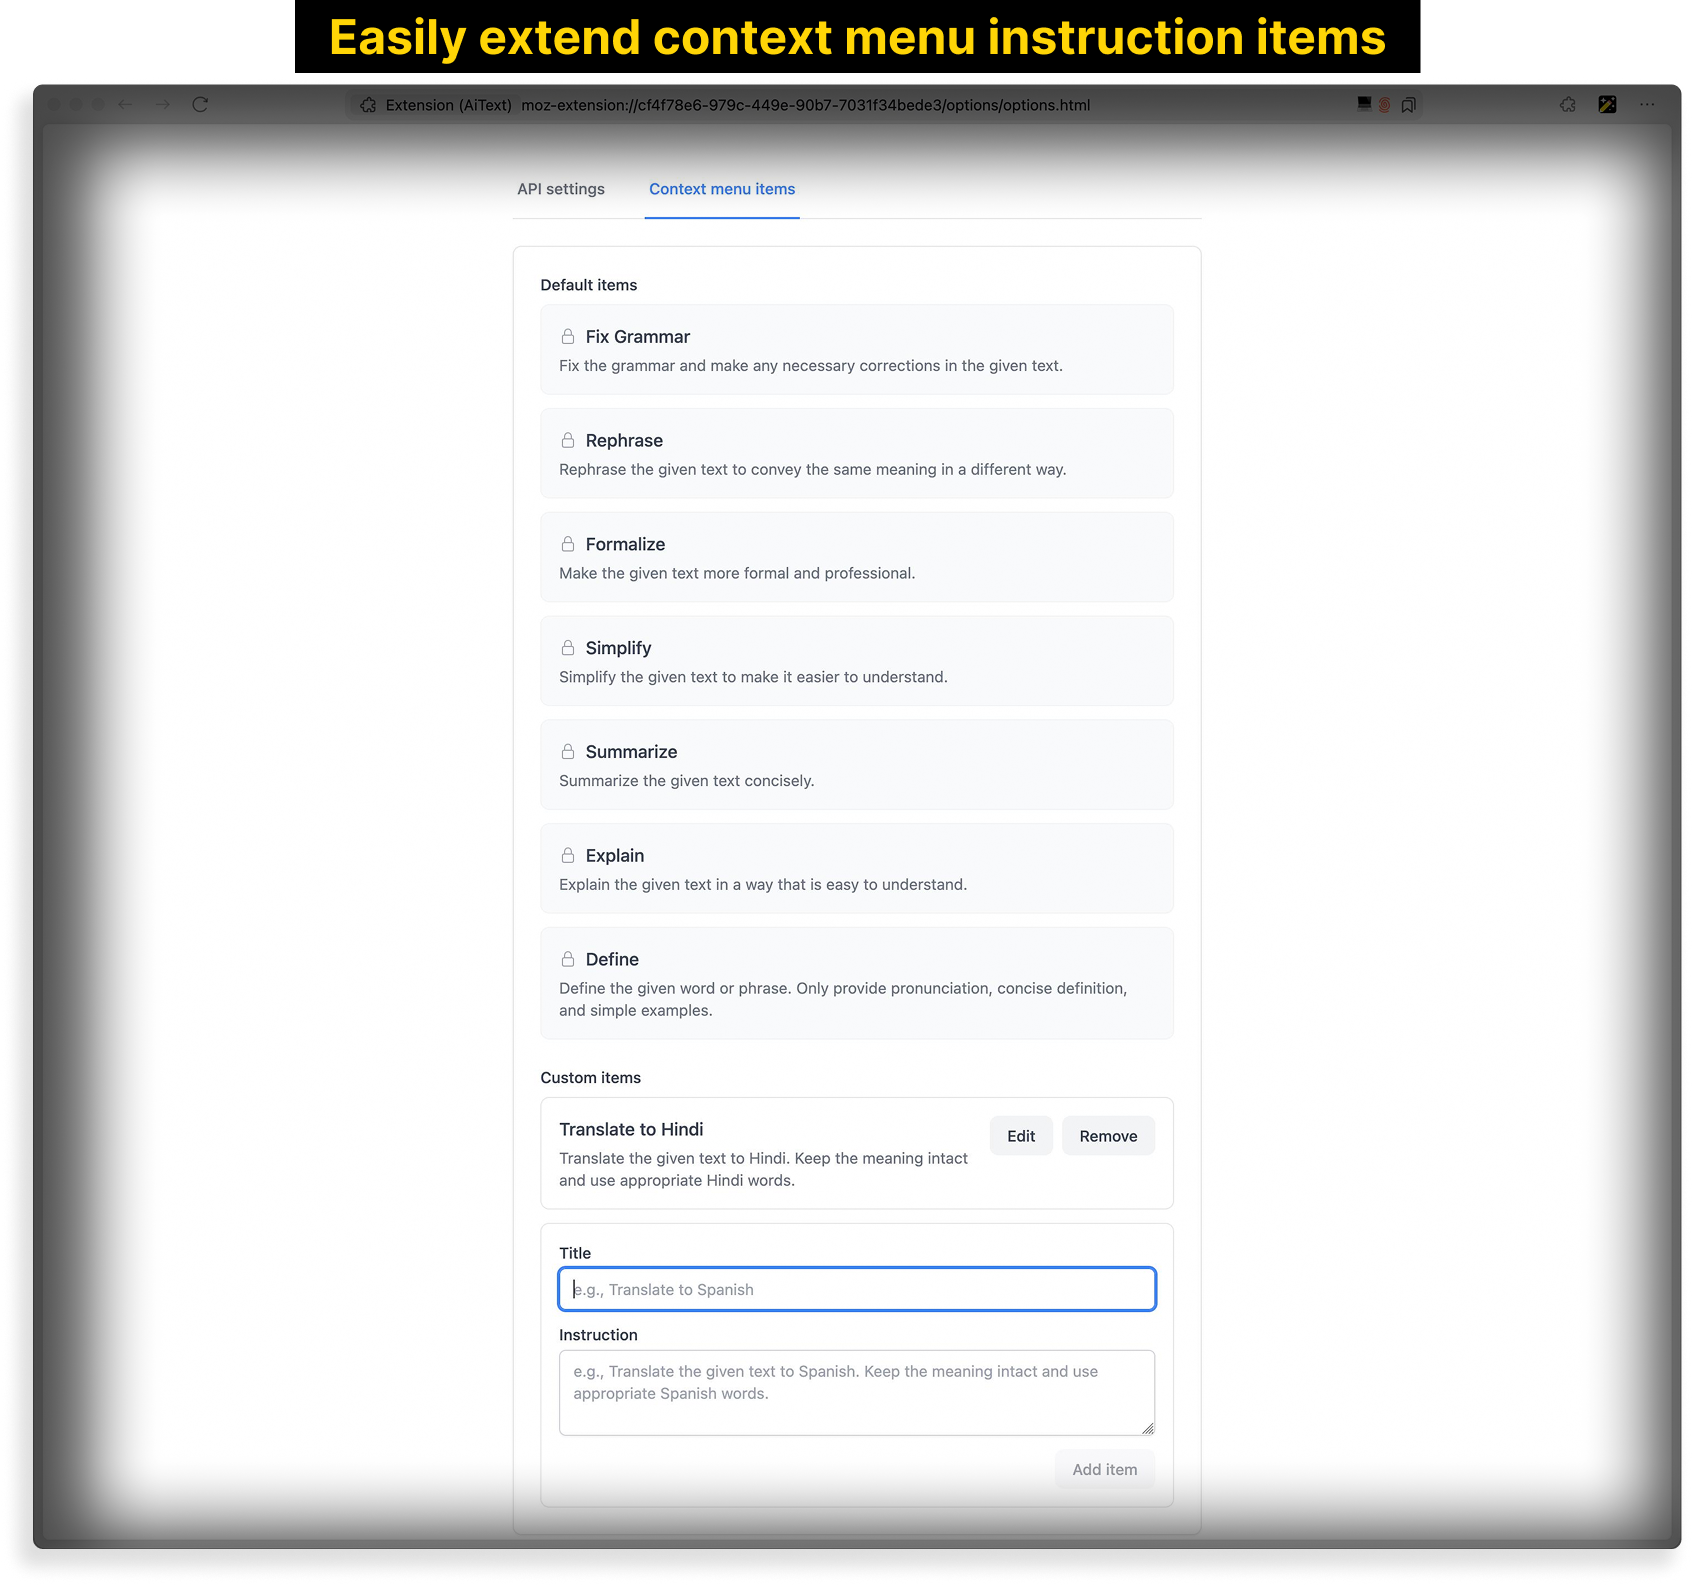 Easily extend context menu instruction items
Extension (AiText) moz-extension://cf4f78e6-979c-449e-90b7-7031f34bede3/options/options.html
API settings
Context menu items
Default items
Fix Grammar
Fix the grammar and make any necessary corrections in the given text.
Rephrase
Rephrase the given text to convey the same meaning in a different way.
Formalize
Make the given text more formal and professional.
Simplify
Simplify the given text to make it easier to understand.
Summarize
Summarize the given text concisely.
Explain
Explain the given text in a way that is easy to understand.
Define
Define the given word or phrase. Only provide pronunciation, concise definition,
and simple examples.
Custom items
Translate to Hindi
Edit
Remove
Translate the given text to Hindi. Keep the meaning intact
and use appropriate Hindi words.
Title
e.g., Translate to Spanish
Instruction
e.g., Translate the given text to Spanish. Keep the meaning intact and use
appropriate Spanish words.
Add item